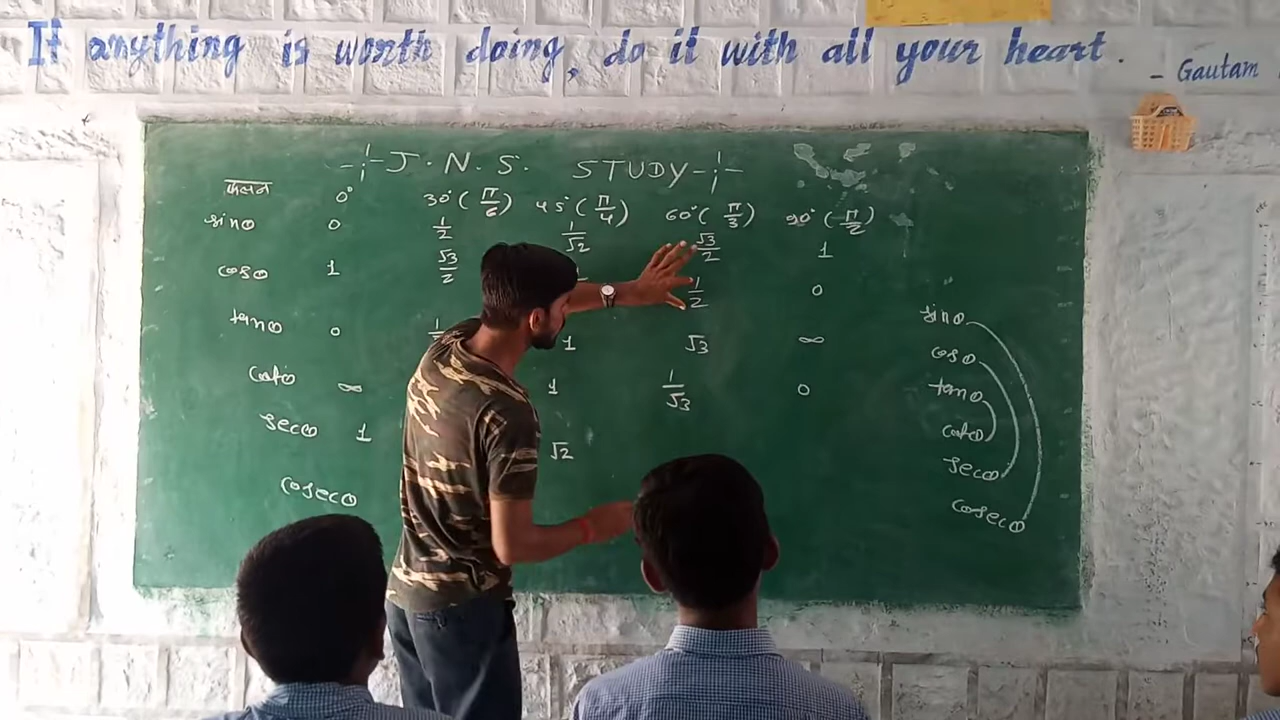 If anything is worth doing, do it with all your heart.
- Gautam
J. N. S. STUDY
फलन 0° 30° (π/6) 45° (π/4) 60° (π/3) 90° (π/2)
sinθ 0 1/2 1/√2 √3/2 1
cosθ 1 √3/2 1/2 0
tanθ 0 1 √3 ∞
cotθ ∞ 1 1/√3 0
secθ 1 √2
cosecθ
sinθ
cosθ
tanθ
cotθ
secθ
cosecθ